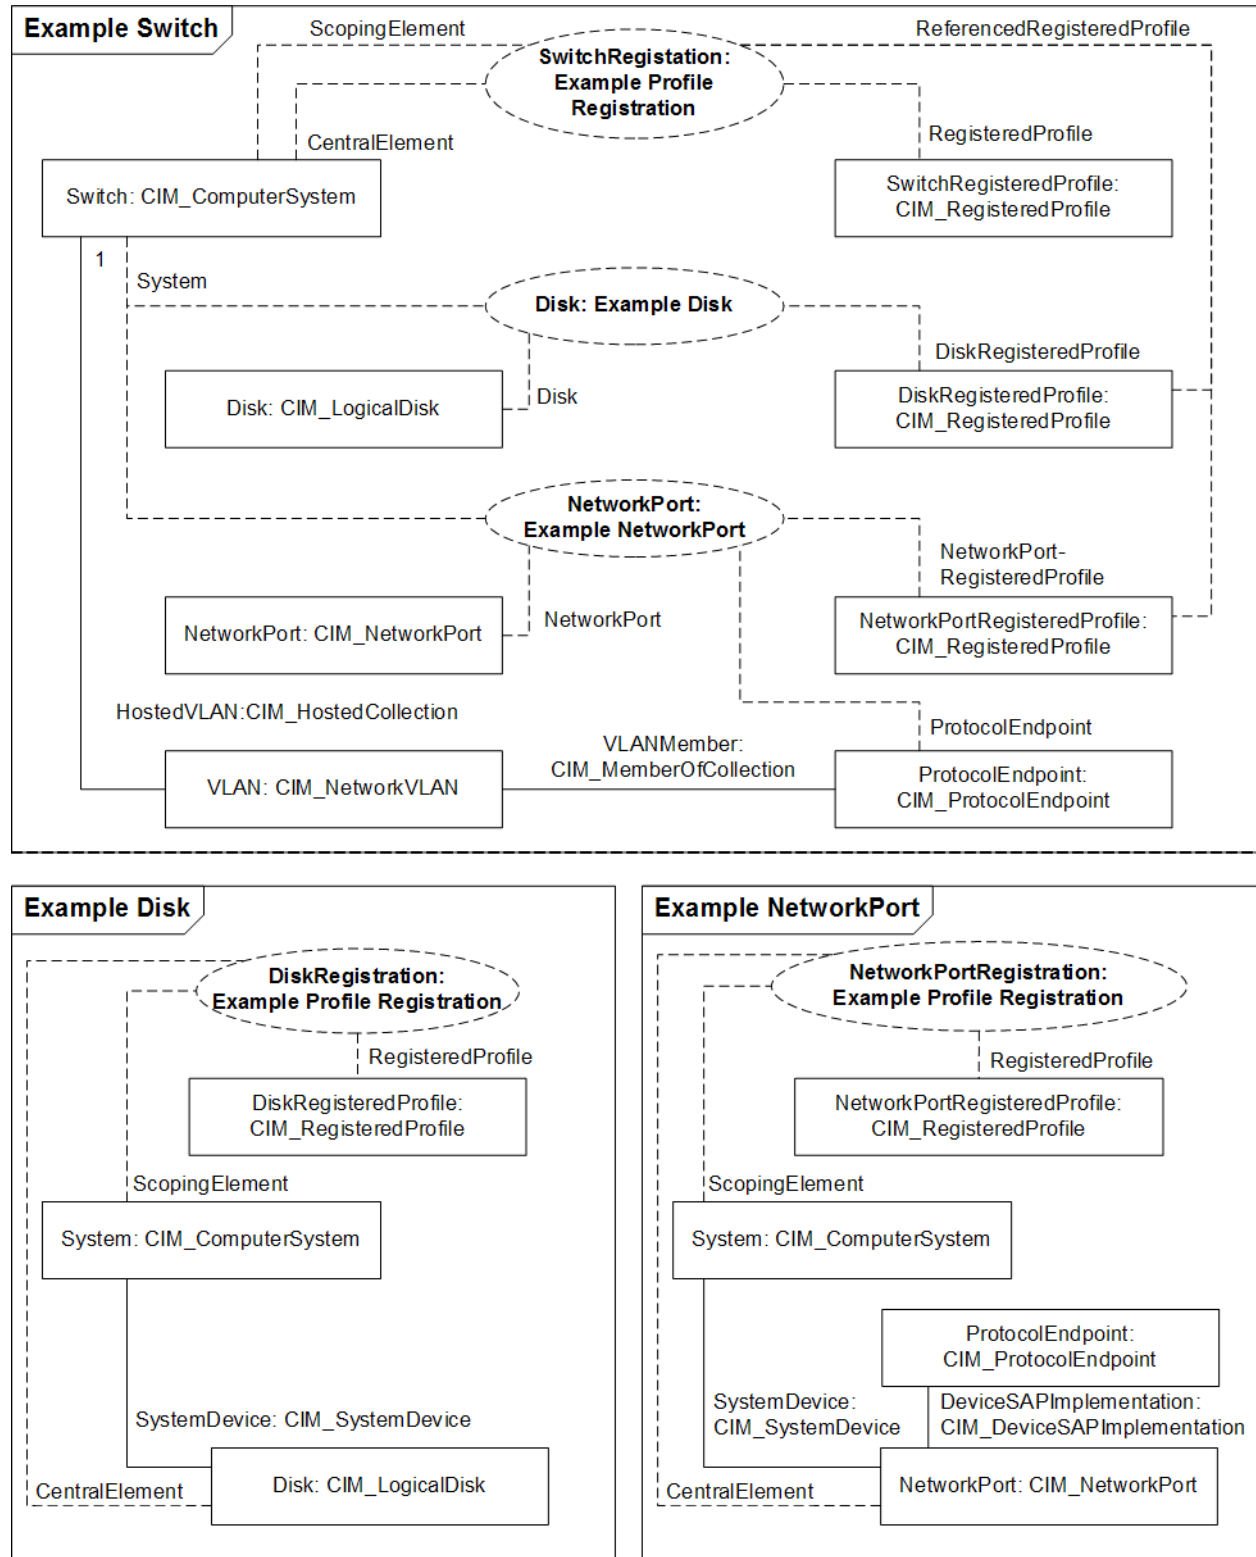 Example Switch
ScopingElement
ReferencedRegisteredProfile
SwitchRegistation:
Example Profile
Registration
CentralElement
RegisteredProfile
Switch: CIM_ComputerSystem
SwitchRegisteredProfile:
CIM_RegisteredProfile
1
System
Disk: Example Disk
DiskRegisteredProfile
Disk: CIM_LogicalDisk
Disk
DiskRegisteredProfile:
CIM_RegisteredProfile
NetworkPort:
Example NetworkPort
NetworkPort-
RegisteredProfile
NetworkPort: CIM_NetworkPort
NetworkPort
NetworkPortRegisteredProfile:
CIM_RegisteredProfile
HostedVLAN:CIM_HostedCollection
ProtocolEndpoint
VLANMember:
CIM_MemberOfCollection
VLAN: CIM_NetworkVLAN
ProtocolEndpoint:
CIM_ProtocolEndpoint
Example Disk
DiskRegistration:
Example Profile Registration
RegisteredProfile
DiskRegisteredProfile:
CIM_RegisteredProfile
ScopingElement
System: CIM_ComputerSystem
SystemDevice: CIM_SystemDevice
CentralElement
Disk: CIM_LogicalDisk
Example NetworkPort
NetworkPortRegistration:
Example Profile Registration
RegisteredProfile
NetworkPortRegisteredProfile:
CIM_RegisteredProfile
ScopingElement
System: CIM_ComputerSystem
ProtocolEndpoint:
CIM_ProtocolEndpoint
SystemDevice:
CIM_SystemDevice
DeviceSAPImplementation:
CIM_DeviceSAPImplementation
CentralElement
NetworkPort: CIM_NetworkPort